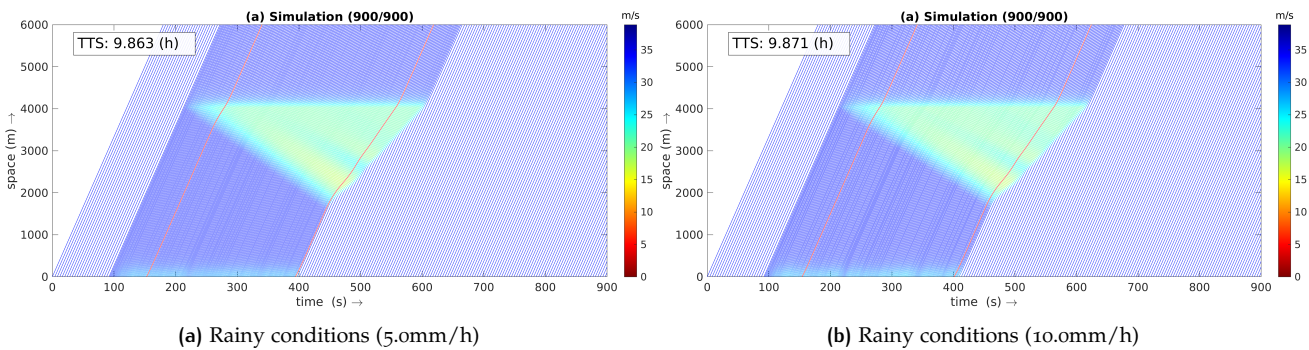 (a) Simulation (900/900)
m/s
TTS: 9.863 (h)
6000
5000
4000
3000
2000
1000
0
space (m) →
0 100 200 300 400 500 600 700 800 900
time (s) →
35
30
25
20
15
10
5
0
(a) Rainy conditions (5.0mm/h)
(a) Simulation (900/900)
m/s
TTS: 9.871 (h)
6000
5000
4000
3000
2000
1000
0
space (m) →
0 100 200 300 400 500 600 700 800 900
time (s) →
35
30
25
20
15
10
5
0
(b) Rainy conditions (10.0mm/h)